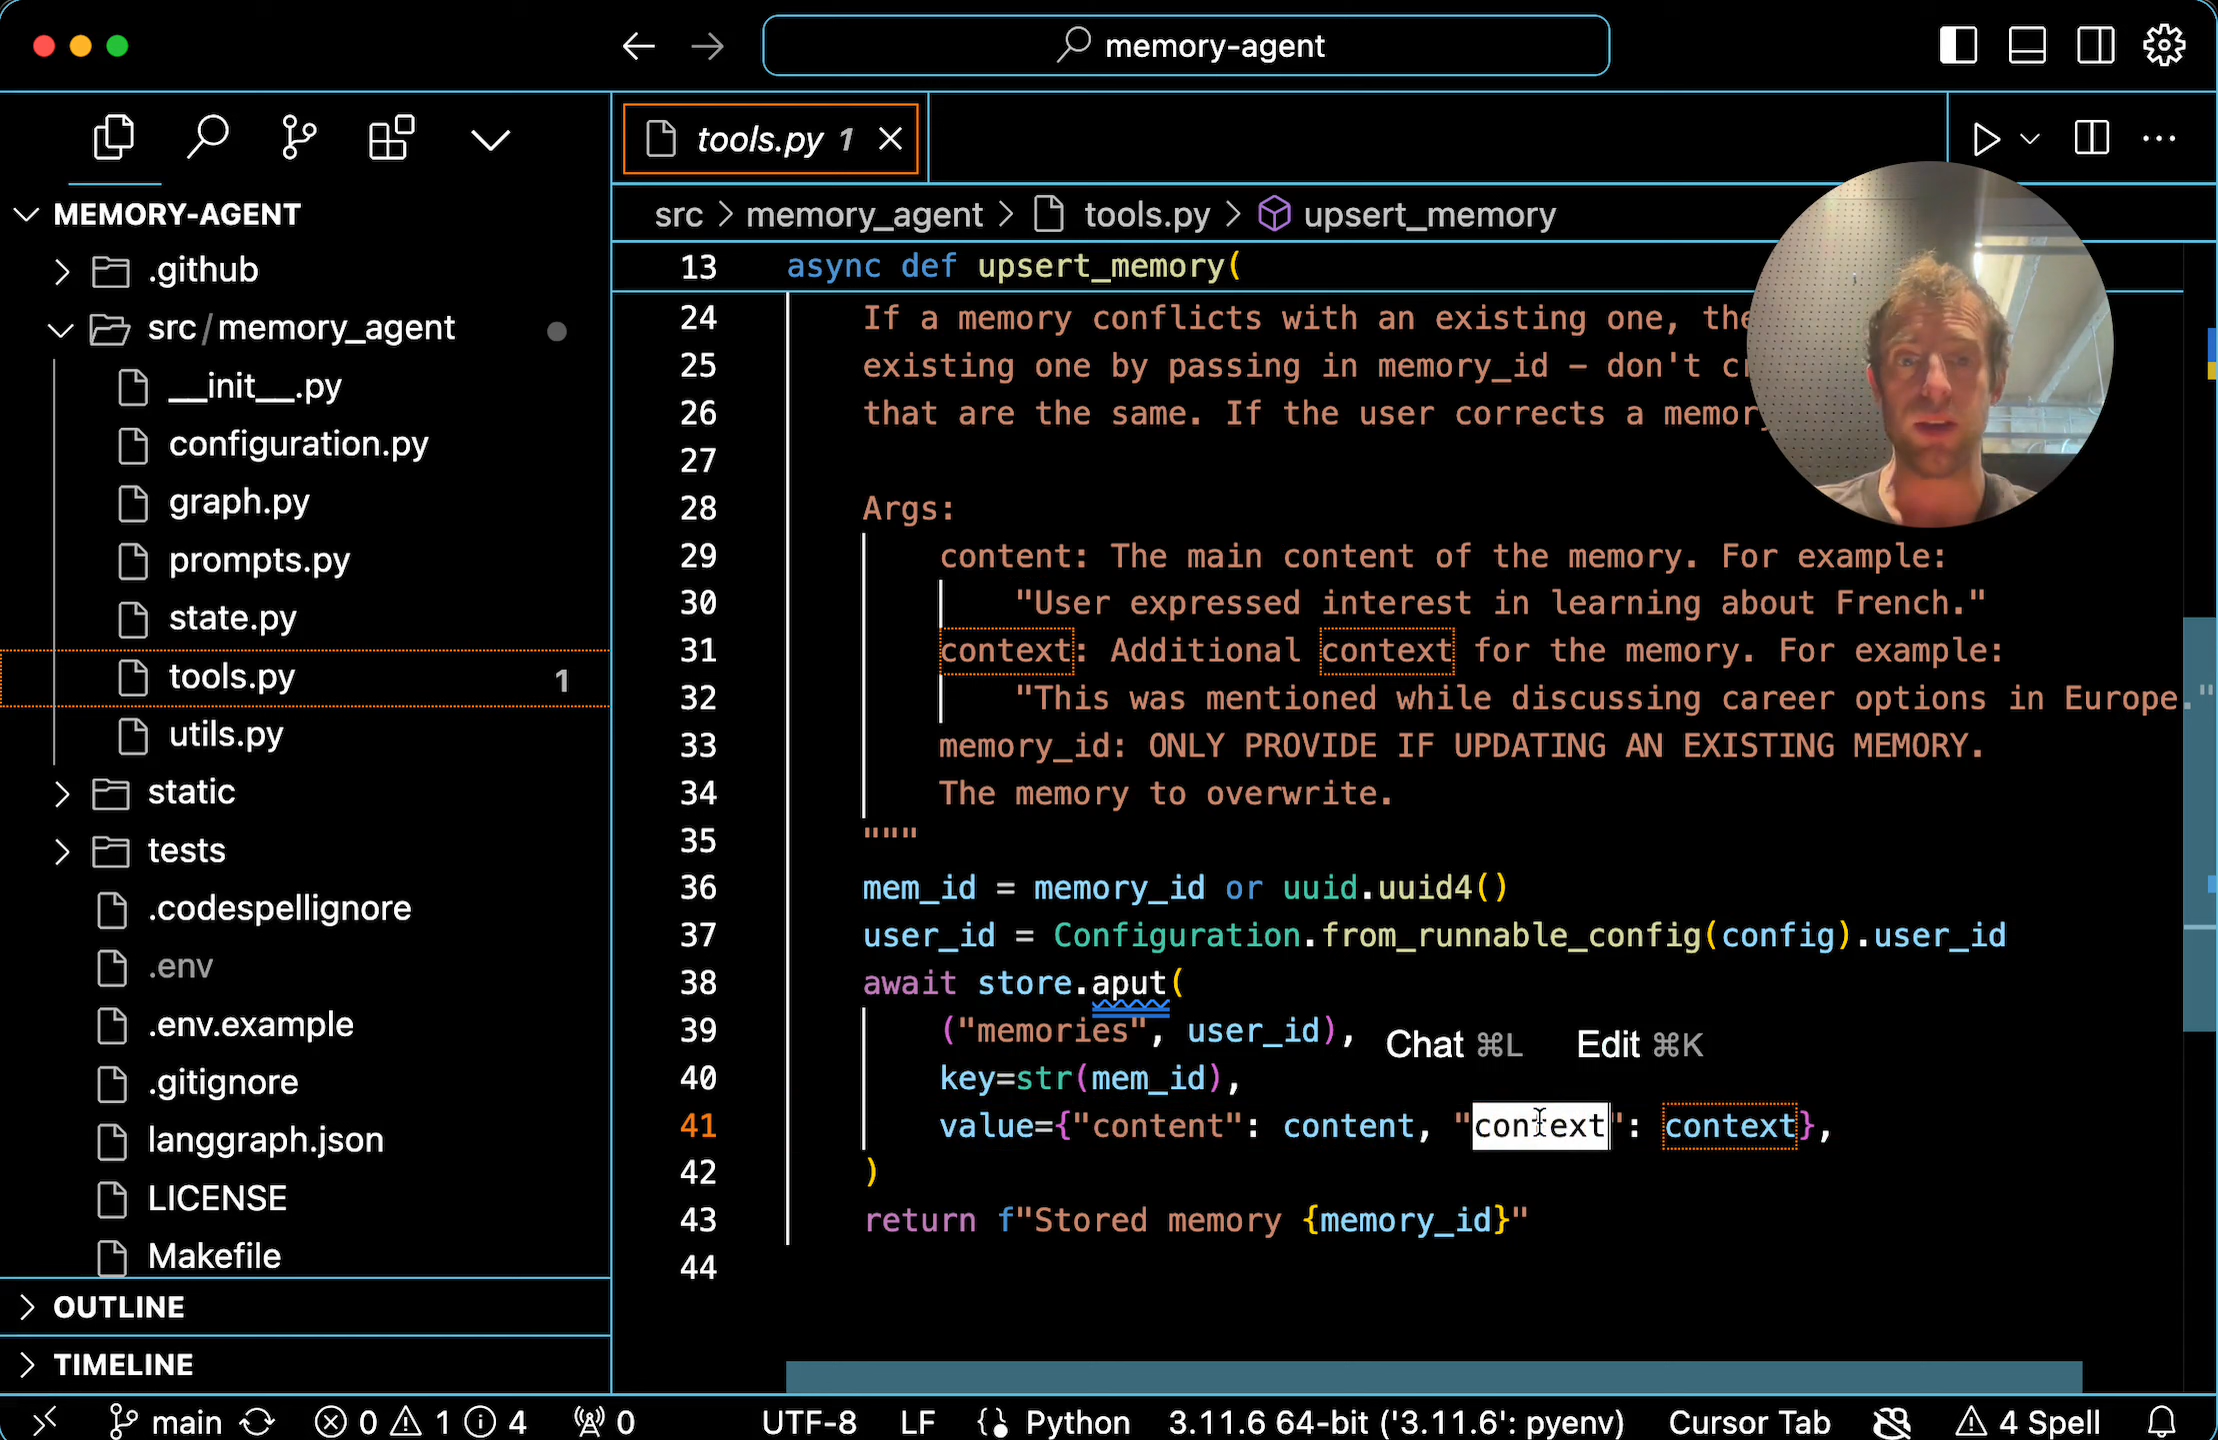 memory-agent
tools.py 1
MEMORY-AGENT
src > memory_agent > tools.py > upsert_memory
.github
src/memory_agent
__init__.py
configuration.py
graph.py
prompts.py
state.py
tools.py 1
utils.py
static
tests
.codespellignore
.env
.env.example
.gitignore
langgraph.json
LICENSE
Makefile
OUTLINE
TIMELINE
13 async def upsert_memory(
24 If a memory conflicts with an existing one, the
25 existing one by passing in memory_id – don't
26 that are the same. If the user corrects a
27
28 Args:
29 content: The main content of the memory. For example:
30 "User expressed interest in learning about French."
31 context: Additional context for the memory. For example:
32 "This was mentioned while discussing career options in Europe."
33 memory_id: ONLY PROVIDE IF UPDATING AN EXISTING MEMORY.
34 The memory to overwrite.
35 """
36 mem_id = memory_id or uuid.uuid4()
37 user_id = Configuration.from_runnable_config(config).user_id
38 await store.aput(
39 ("memories", user_id),
Chat ⌘L Edit ⌘K
40 key=str(mem_id),
41 value={"content": content, "context": context},
42 )
43 return f"Stored memory {memory_id}"
44
main 0 1 4 0 UTF-8 LF Python 3.11.6 64-bit ('3.11.6': pyenv) Cursor Tab 4 Spell